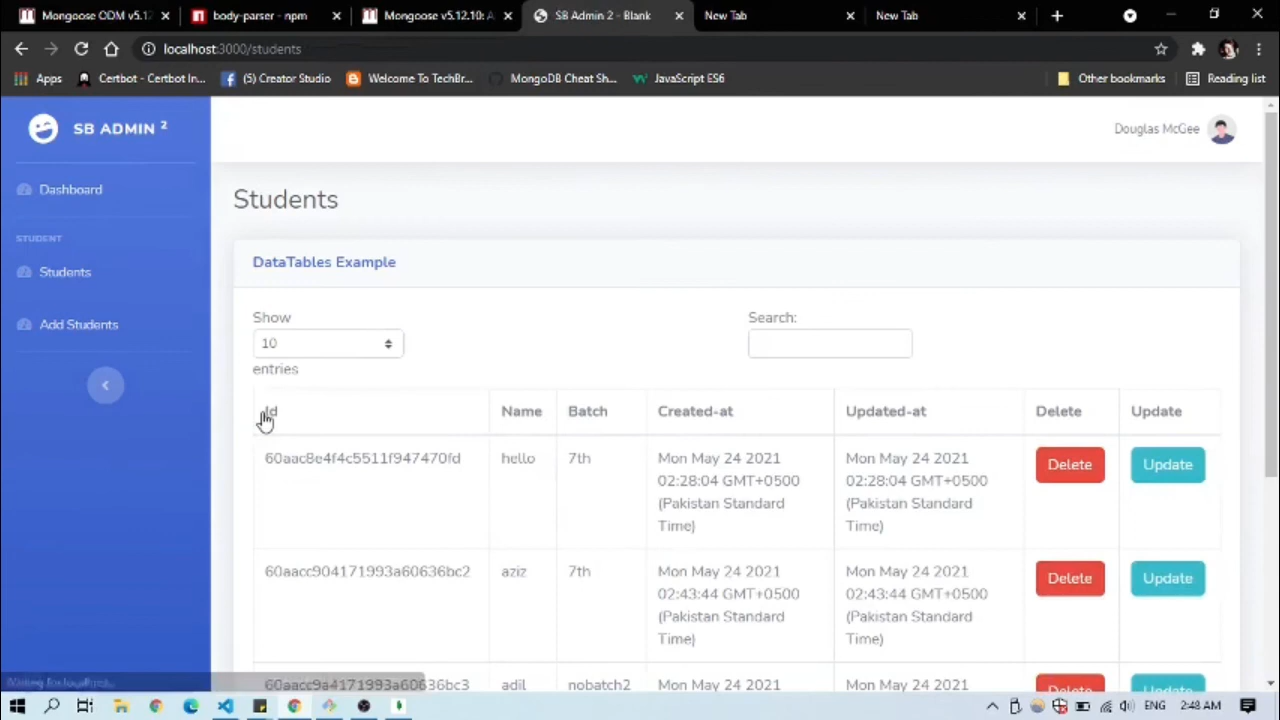 Mongoose ODM v5.12
body-parser - npm
Mongoose v5.12.10: A
SB Admin 2 - Blank
New Tab
New Tab
localhost:3000/students
Apps
Certbot - Certbot In...
(5) Creator Studio
Welcome To TechBr...
MongoDB Cheat Sh...
JavaScript ES6
Other bookmarks
Reading list
SB ADMIN 2
Douglas McGee
Dashboard
STUDENT
Students
Add Students
Students
DataTables Example
Show
10
entries
Search:
Id Name Batch Created-at Updated-at Delete Update
60aac8e4f4c5511f947470fd hello 7th Mon May 24 2021 Mon May 24 2021 Delete Update
02:28:04 GMT+0500 02:28:04 GMT+0500
(Pakistan Standard (Pakistan Standard
Time) Time)
60aacc904171993a60636bc2 aziz 7th Mon May 24 2021 Mon May 24 2021 Delete Update
02:43:44 GMT+0500 02:43:44 GMT+0500
(Pakistan Standard (Pakistan Standard
Time) Time)
60aacc9a4171993a60636bc3 adil nobatch2 Mon May 24 2021 Mon May 24 2021 Delete Update
Waiting for localhost...
ENG 2:48 AM